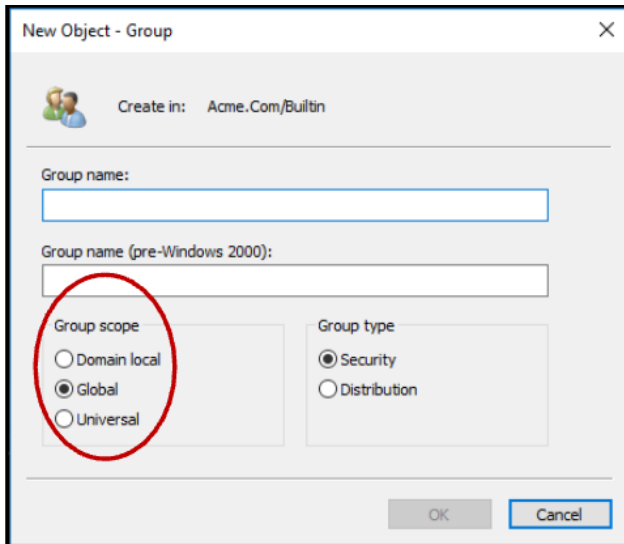 New Object - Group
Create in: Acme.Com/Builtin
Group name:
Group name (pre-Windows 2000):
Group scope
Domain local
Global
Universal
Group type
Security
Distribution
OK
Cancel